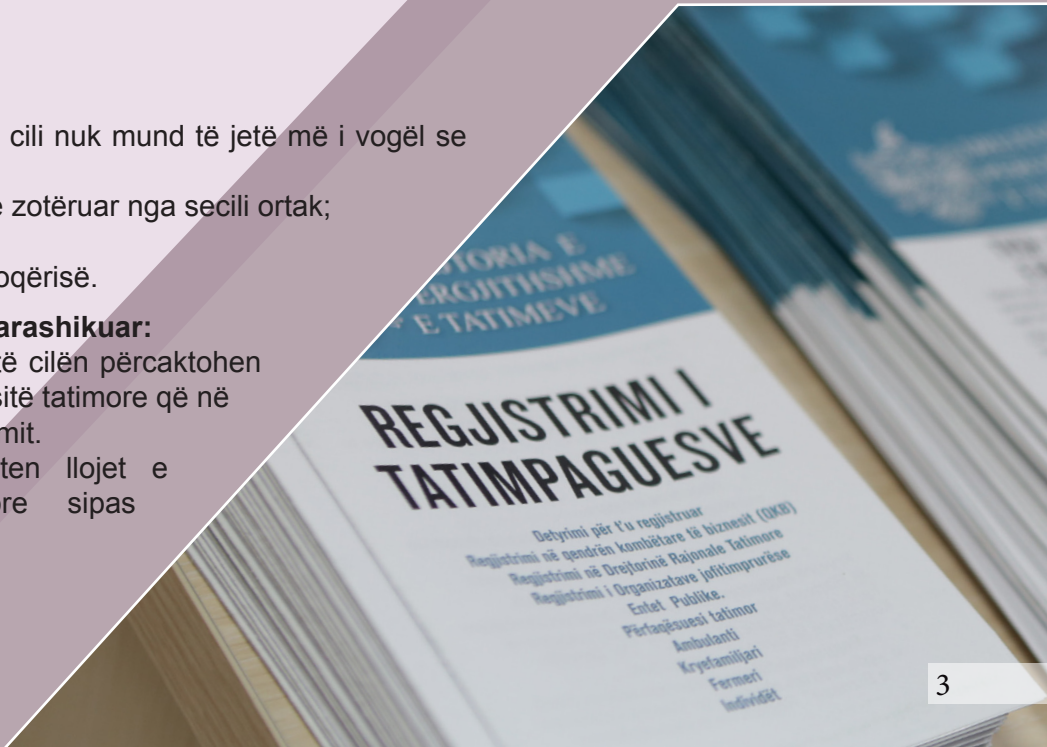 cili nuk mund të jetë më i vogël se
zotëruar nga secili ortak;
oqërisë.
arashikuar:
të cilën përcaktohen
sitë tatimore që në
mit.
ten llojet e
re sipas
E TATIMEVE
REGJISTRIMI I
TATIMPAGUESVE
Detyrimi për t'u regjistruar
Regjistrimi në qendrën kombëtare të biznesit (QKB)
Regjistrimi në Drejtorinë Rajonale Tatimore
Regjistrimi i Organizatave jofitimprurëse
Entet Publike.
Përfaqësuesi tatimor
Ambulanti
Kryefamiljari
Fermeri
Individët
3